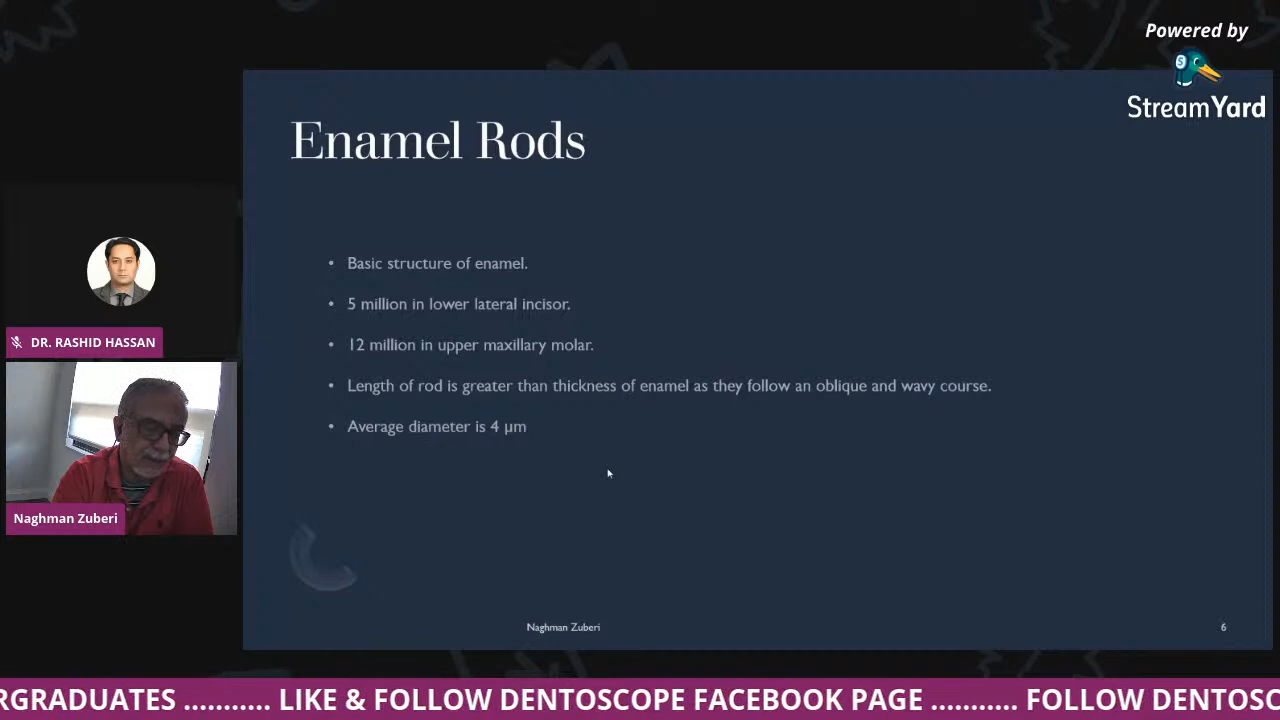 Powered by
StreamYard
Enamel Rods
• Basic structure of enamel.
• 5 million in lower lateral incisor.
• 12 million in upper maxillary molar.
• Length of rod is greater than thickness of enamel as they follow an oblique and wavy course.
• Average diameter is 4 µm
DR. RASHID HASSAN
Naghman Zuberi
Naghman Zuberi
6
RGRADUATES ........... LIKE & FOLLOW DENTOSCOPE FACEBOOK PAGE ........... FOLLOW DENTOSC